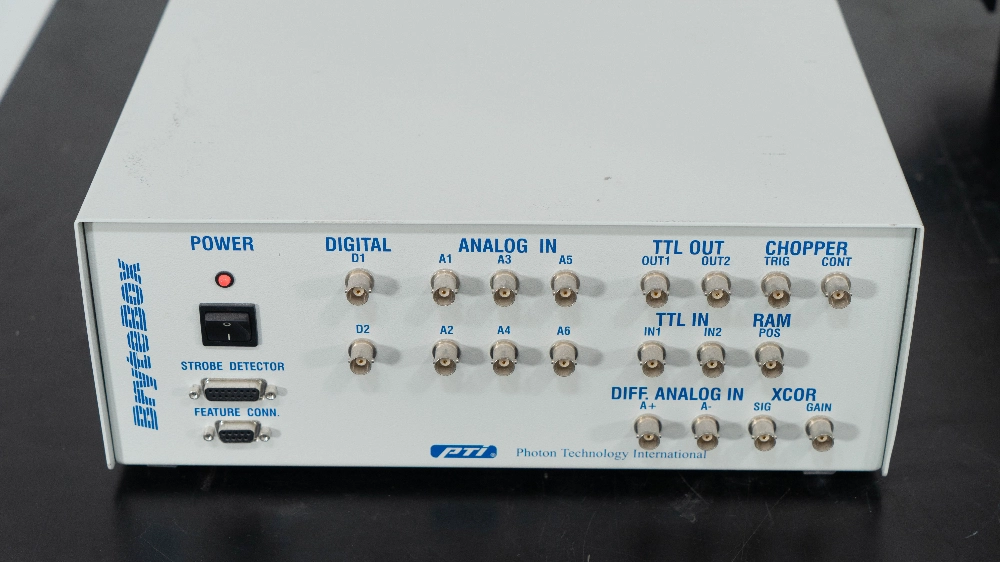 BryteBox
POWER
O
I
STROBE DETECTOR
FEATURE CONN.
DIGITAL
D1
D2
ANALOG IN
A1 A3 A5
A2 A4 A6
TTL OUT
OUT1 OUT2
CHOPPER
TRIG CONT
TTL IN
IN1 IN2
RAM
POS
DIFF. ANALOG IN
A+ A-
XCOR
SIG GAIN
PTI® Photon Technology International